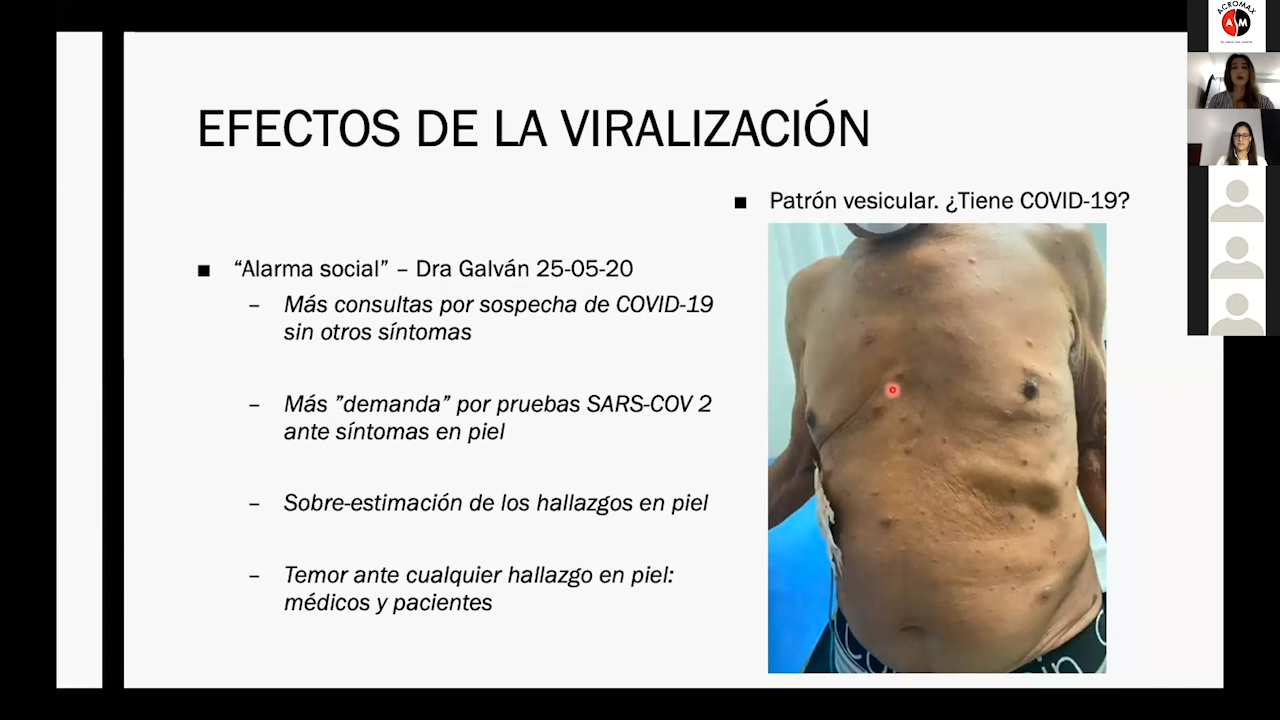 EFECTOS DE LA VIRALIZACIÓN
■ “Alarma social” – Dra Galván 25-05-20
– Más consultas por sospecha de COVID-19
sin otros síntomas
– Más ”demanda” por pruebas SARS-COV 2
ante síntomas en piel
– Sobre-estimación de los hallazgos en piel
– Temor ante cualquier hallazgo en piel:
médicos y pacientes
■ Patrón vesicular. ¿Tiene COVID-19?
ACROMAX
AM